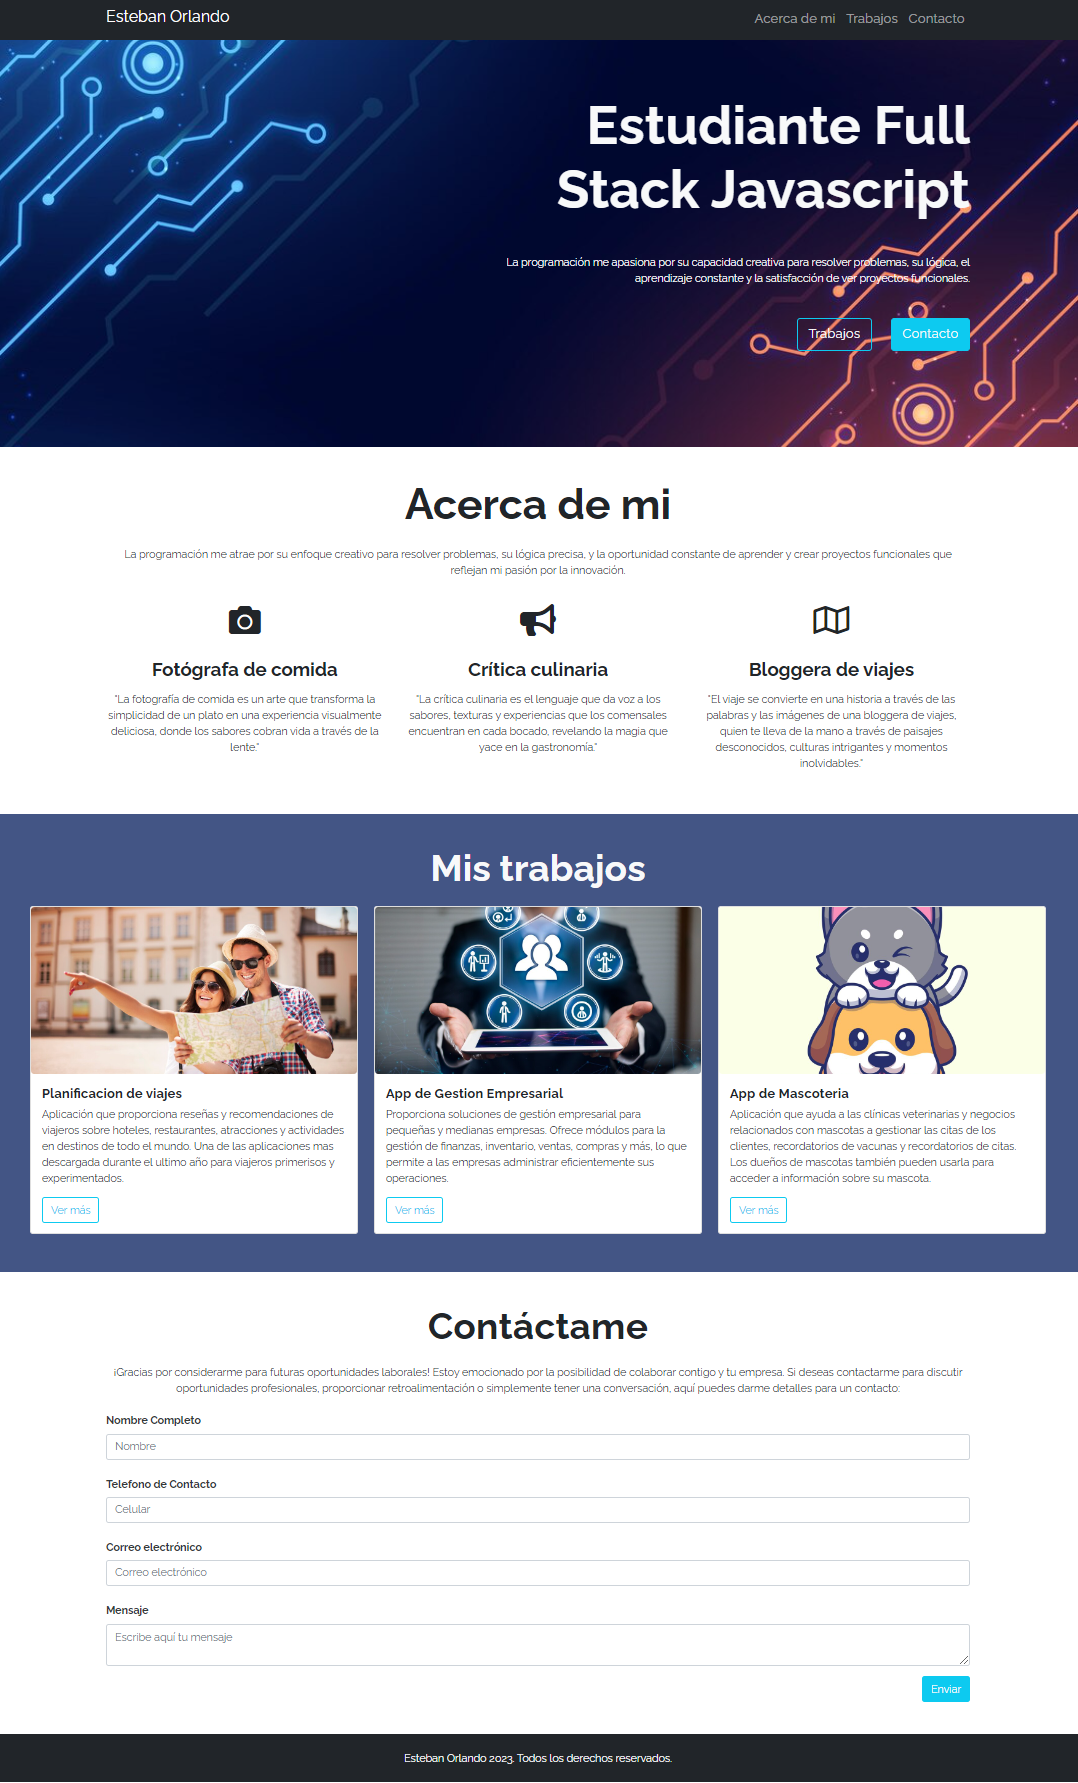 Esteban Orlando
Acerca de mi Trabajos Contacto
Estudiante Full
Stack Javascript
La programación me apasiona por su capacidad creativa para resolver problemas, su lógica, el
aprendizaje constante y la satisfacción de ver proyectos funcionales.
Trabajos Contacto
Acerca de mi
La programación me atrae por su enfoque creativo para resolver problemas, su lógica precisa, y la oportunidad constante de aprender y crear proyectos funcionales que
reflejan mi pasión por la innovación.
Fotógrafa de comida
"La fotografía de comida es un arte que transforma la
simplicidad de un plato en una experiencia visualmente
deliciosa, donde los sabores cobran vida a través de la
lente."
Crítica culinaria
"La crítica culinaria es el lenguaje que da voz a los
sabores, texturas y experiencias que los comensales
encuentran en cada bocado, revelando la magia que
yace en la gastronomía."
Bloggera de viajes
"El viaje se convierte en una historia a través de las
palabras y las imágenes de una bloggera de viajes,
quien te lleva de la mano a través de paisajes
desconocidos, culturas intrigantes y momentos
inolvidables."
Mis trabajos
Planificacion de viajes
Aplicación que proporciona reseñas y recomendaciones de
viajeros sobre hoteles, restaurantes, atracciones y actividades
en destinos de todo el mundo. Una de las aplicaciones mas
descargada durante el ultimo año para viajeros primerisos y
experimentados.
Ver más
App de Gestion Empresarial
Proporciona soluciones de gestión empresarial para
pequeñas y medianas empresas. Ofrece módulos para la
gestión de finanzas, inventario, ventas, compras y más, lo que
permite a las empresas administrar eficientemente sus
operaciones.
Ver más
App de Mascoteria
Aplicación que ayuda a las clínicas veterinarias y negocios
relacionados con mascotas a gestionar las citas de los
clientes, recordatorios de vacunas y recordatorios de citas.
Los dueños de mascotas también pueden usarla para
acceder a información sobre su mascota.
Ver más
Contáctame
¡Gracias por considerarme para futuras oportunidades laborales! Estoy emocionado por la posibilidad de colaborar contigo y tu empresa. Si deseas contactarme para discutir
oportunidades profesionales, proporcionar retroalimentación o simplemente tener una conversación, aquí puedes darme detalles para un contacto:
Nombre Completo
Nombre
Telefono de Contacto
Celular
Correo electrónico
Correo electrónico
Mensaje
Escribe aquí tu mensaje
Enviar
Esteban Orlando 2023. Todos los derechos reservados.